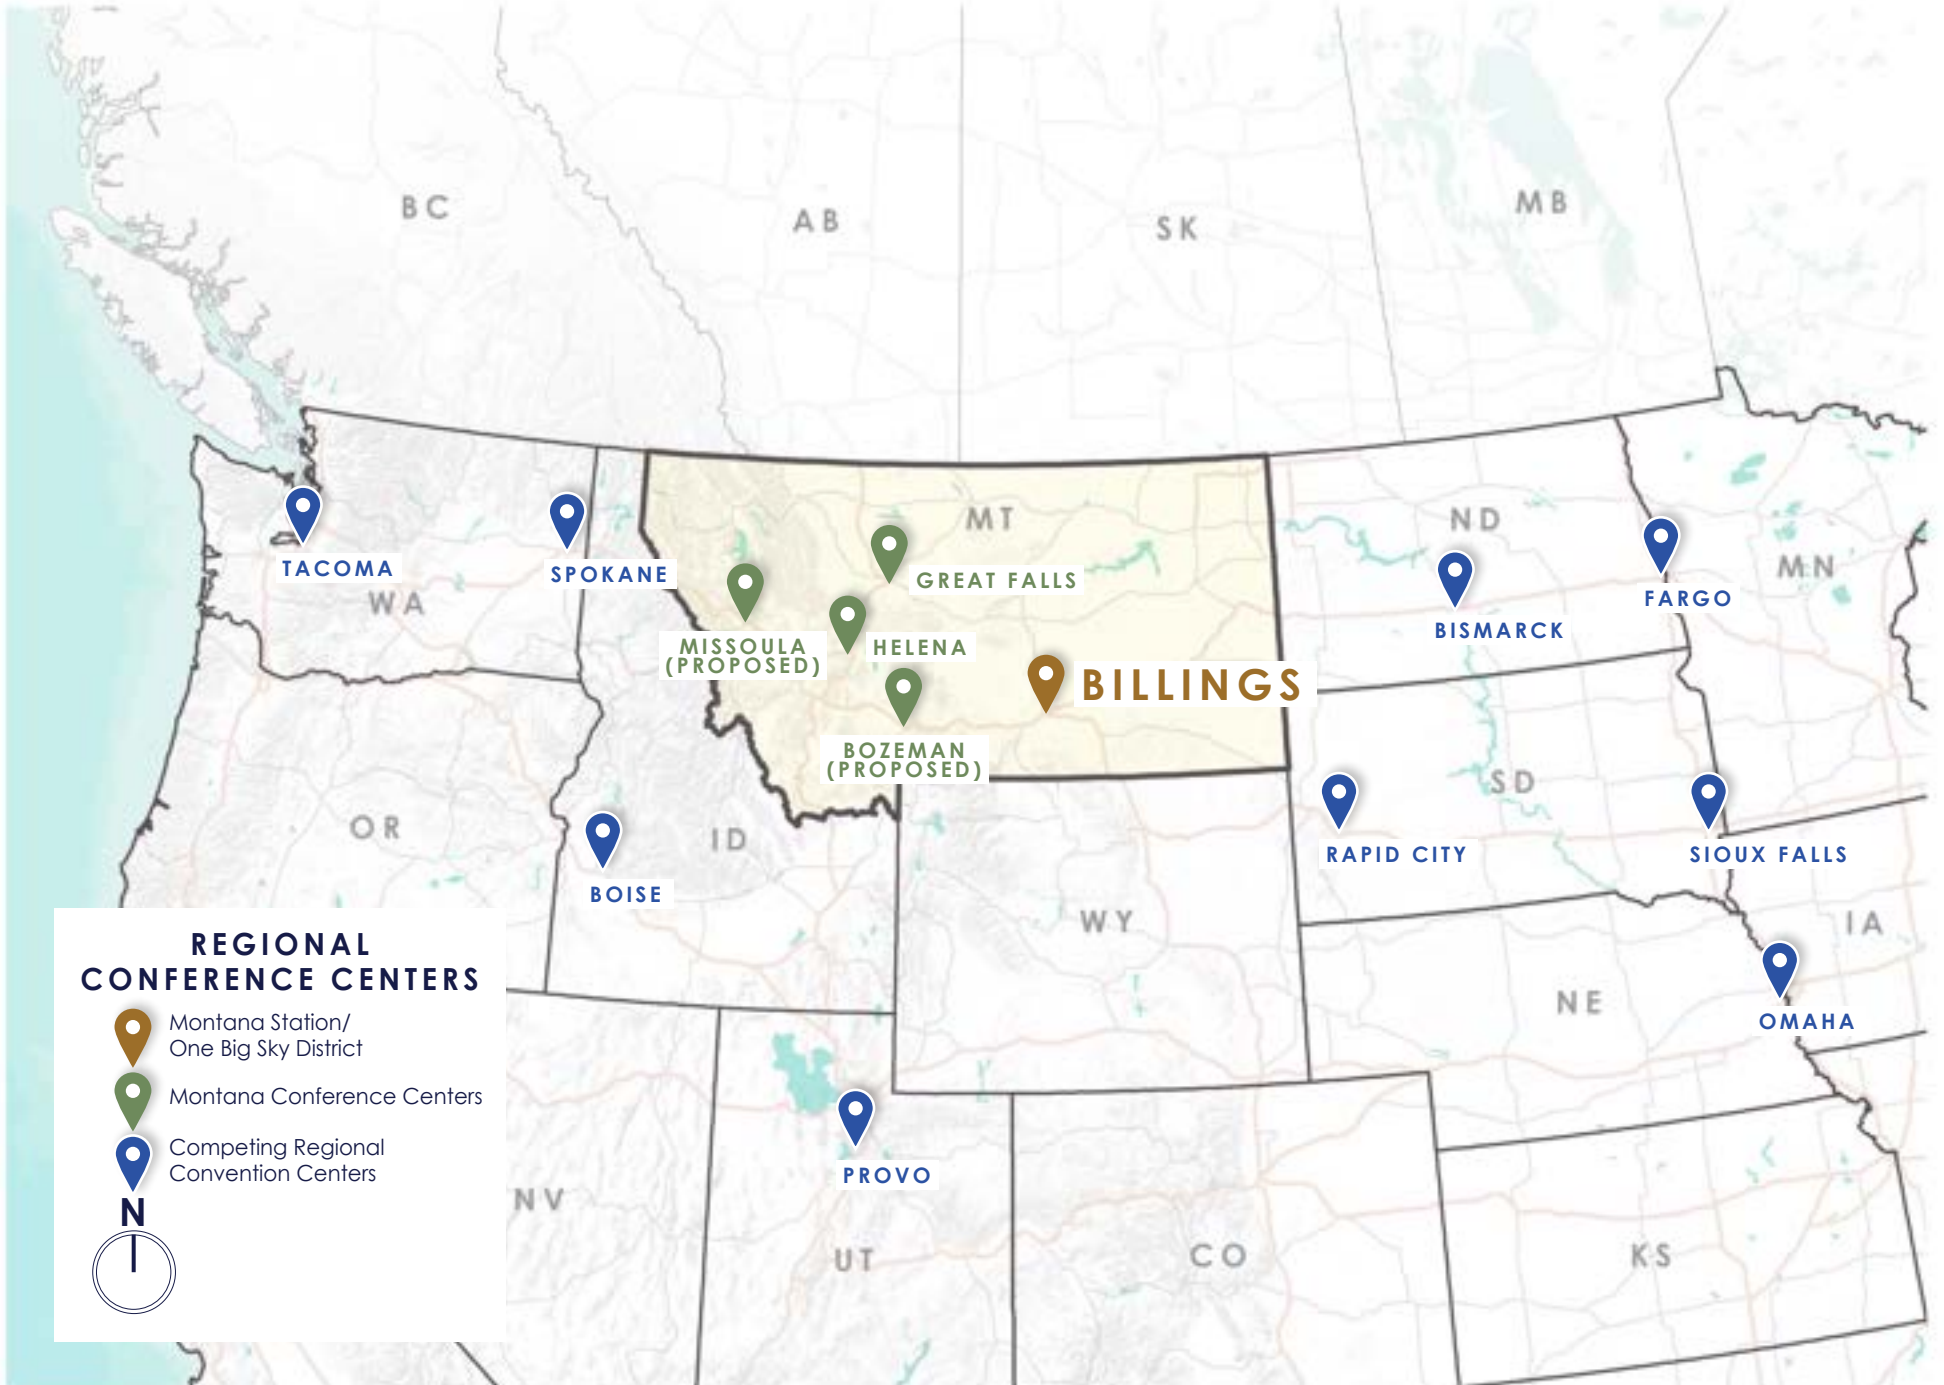 BC
AB
SK
MB
MT
ND
MN
WA
OR
ID
WY
SD
IA
NE
NV
UT
CO
KS
TACOMA
SPOKANE
GREAT FALLS
MISSOULA
(PROPOSED)
HELENA
BILLINGS
BOZEMAN
(PROPOSED)
BISMARCK
FARGO
BOISE
RAPID CITY
SIOUX FALLS
OMAHA
PROVO
REGIONAL
CONFERENCE CENTERS
Montana Station/
One Big Sky District
Montana Conference Centers
Competing Regional
Convention Centers
N